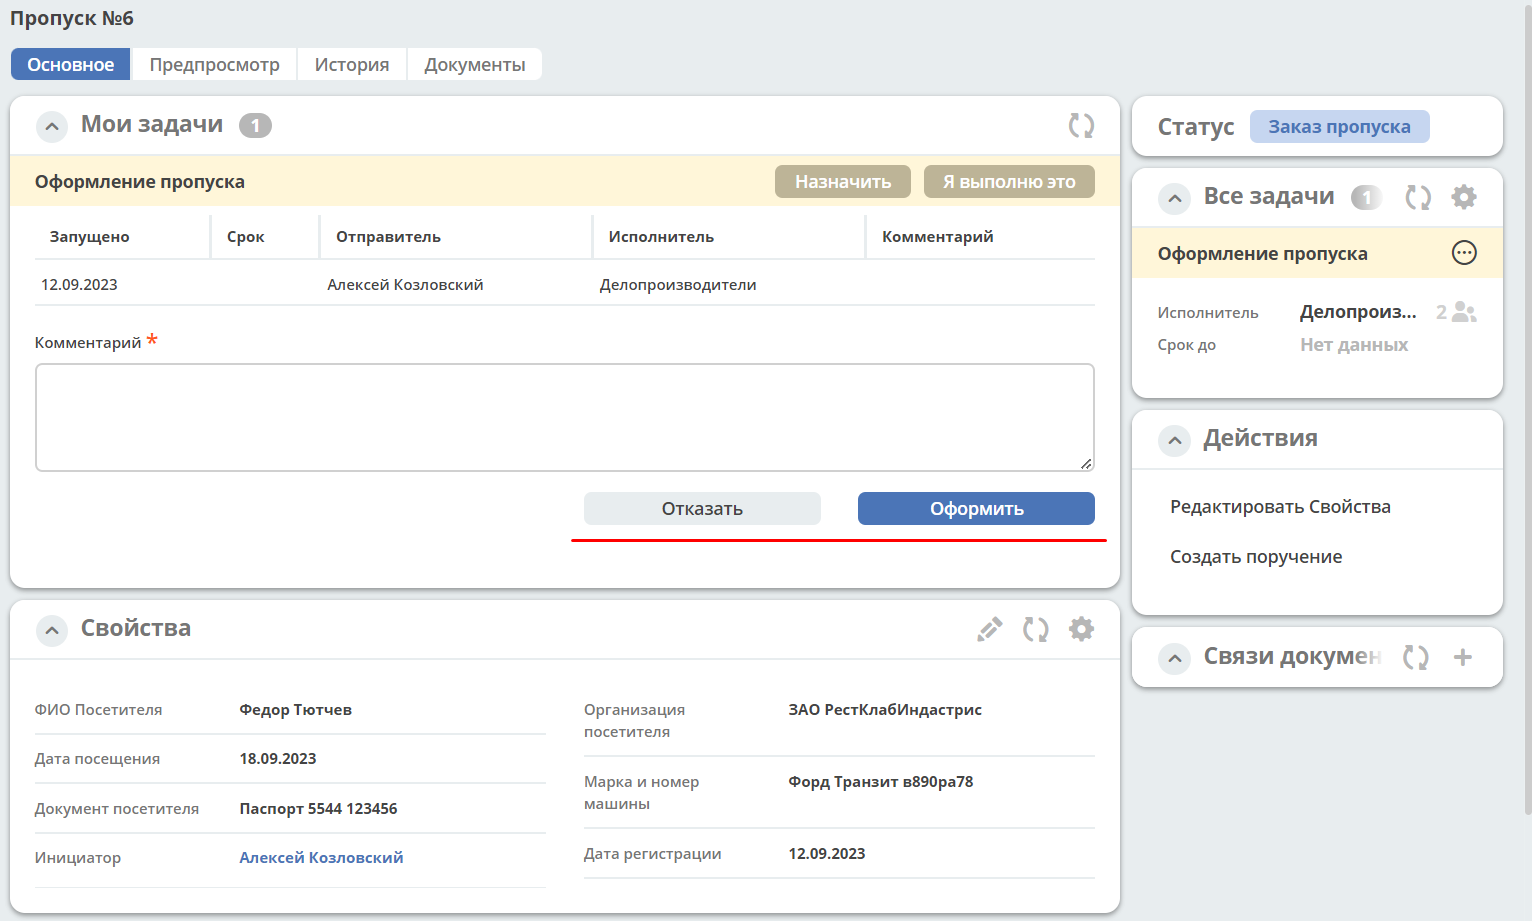 Пропуск №6
Основное
Предпросмотр
История
Документы
Мои задачи 1
Оформление пропуска
Назначить
Я выполню это
Запущено
Срок
Отправитель
Исполнитель
Комментарий
12.09.2023
Алексей Козловский
Делопроизводители
Комментарий *
Отказать
Оформить
Свойства
ФИО Посетителя
Федор Тютчев
Дата посещения
18.09.2023
Документ посетителя
Паспорт 5544 123456
Инициатор
Алексей Козловский
Организация
посетителя
ЗАО РестКлабИндастрис
Марка и номер
машины
Форд Транзит в890ра78
Дата регистрации
12.09.2023
Статус
Заказ пропуска
Все задачи 1
Оформление пропуска
Исполнитель
Делопроиз...
2
Срок до
Нет данных
Действия
Редактировать Свойства
Создать поручение
Связи докумен